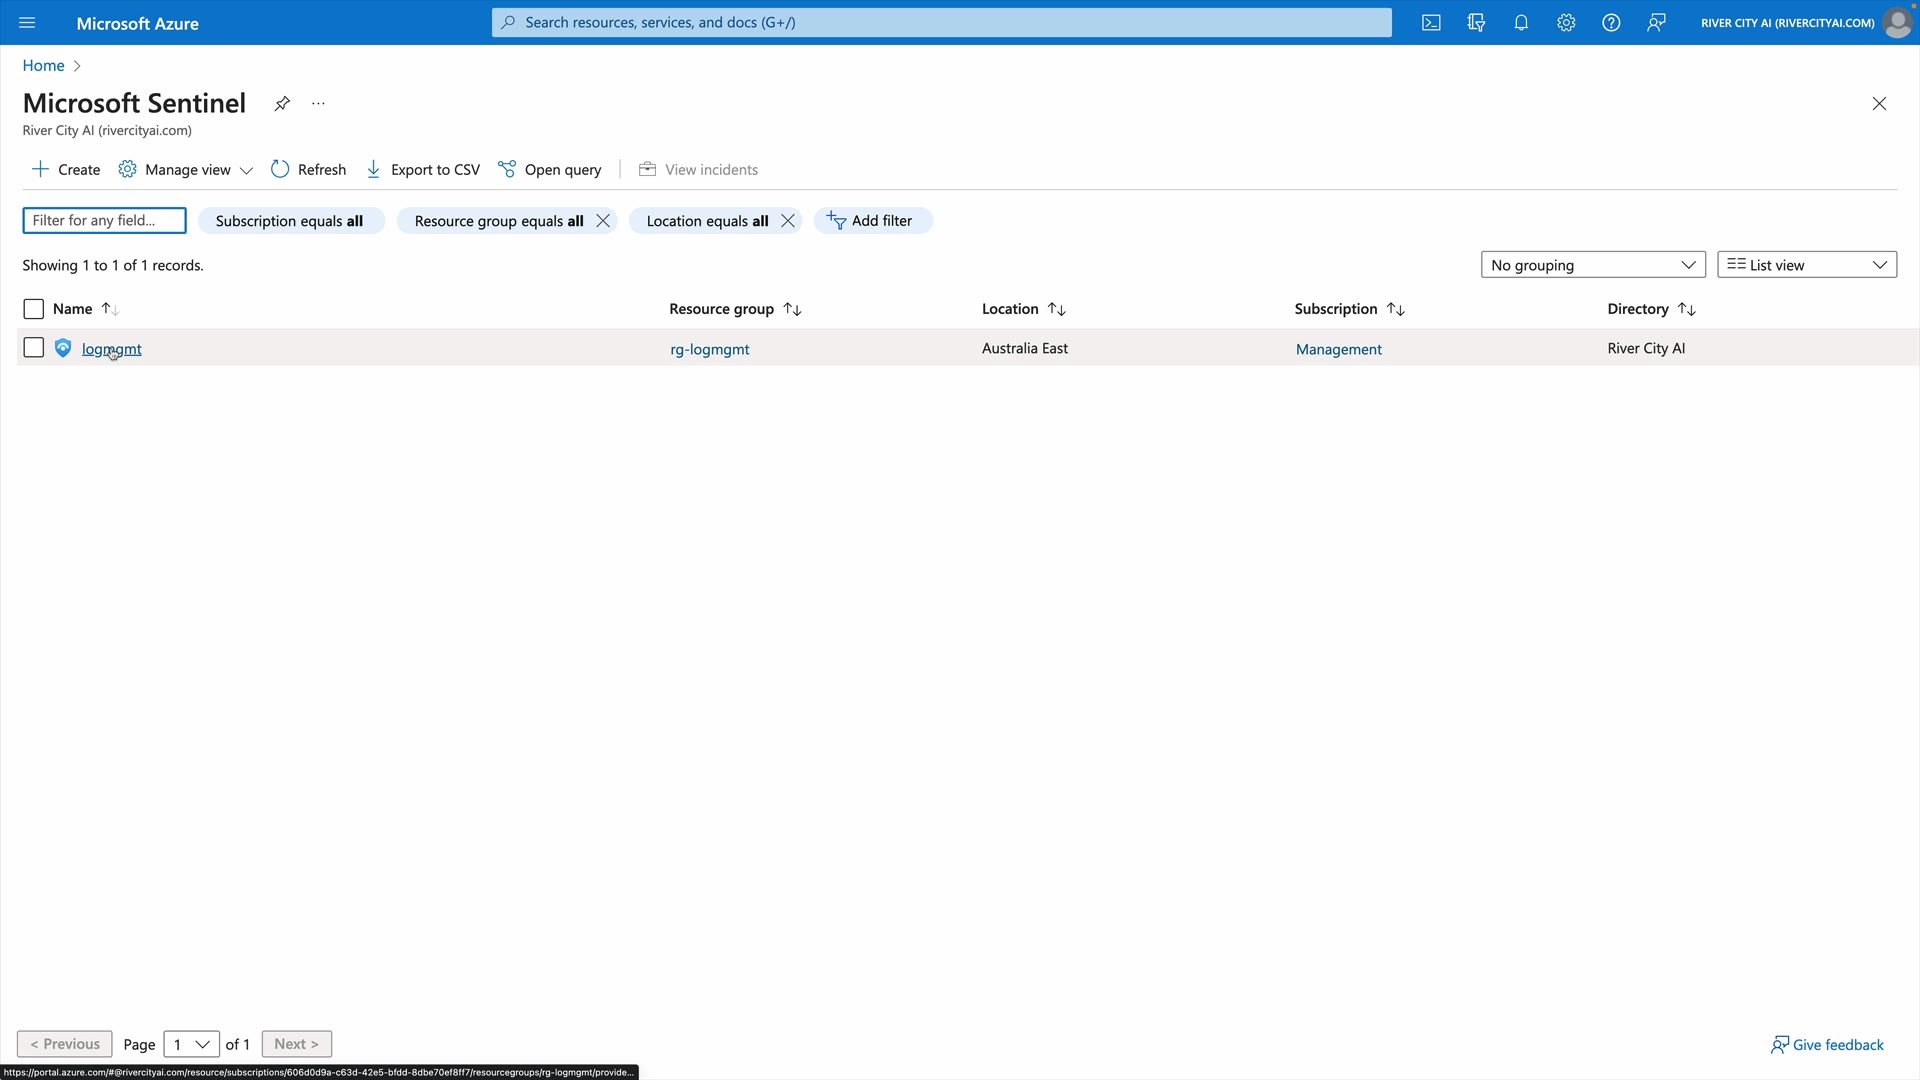 Microsoft Azure
Search resources, services, and docs (G+/)
RIVER CITY AI (RIVERCITYAI.COM)
Home
Microsoft Sentinel
River City AI (rivercityai.com)
Create
Manage view
Refresh
Export to CSV
Open query
View incidents
Filter for any field...
Subscription equals all
Resource group equals all
Location equals all
Add filter
Showing 1 to 1 of 1 records.
No grouping
List view
Name
Resource group
Location
Subscription
Directory
logmgmt
rg-logmgmt
Australia East
Management
River City AI
< Previous
Page
1
of 1
Next >
Give feedback
https://portal.azure.com/#@rivercityai.com/resource/subscriptions/606d0d9a-c63d-42e5-bfdd-8dbe70ef8ff7/resourcegroups/rg-logmgmt/provide...